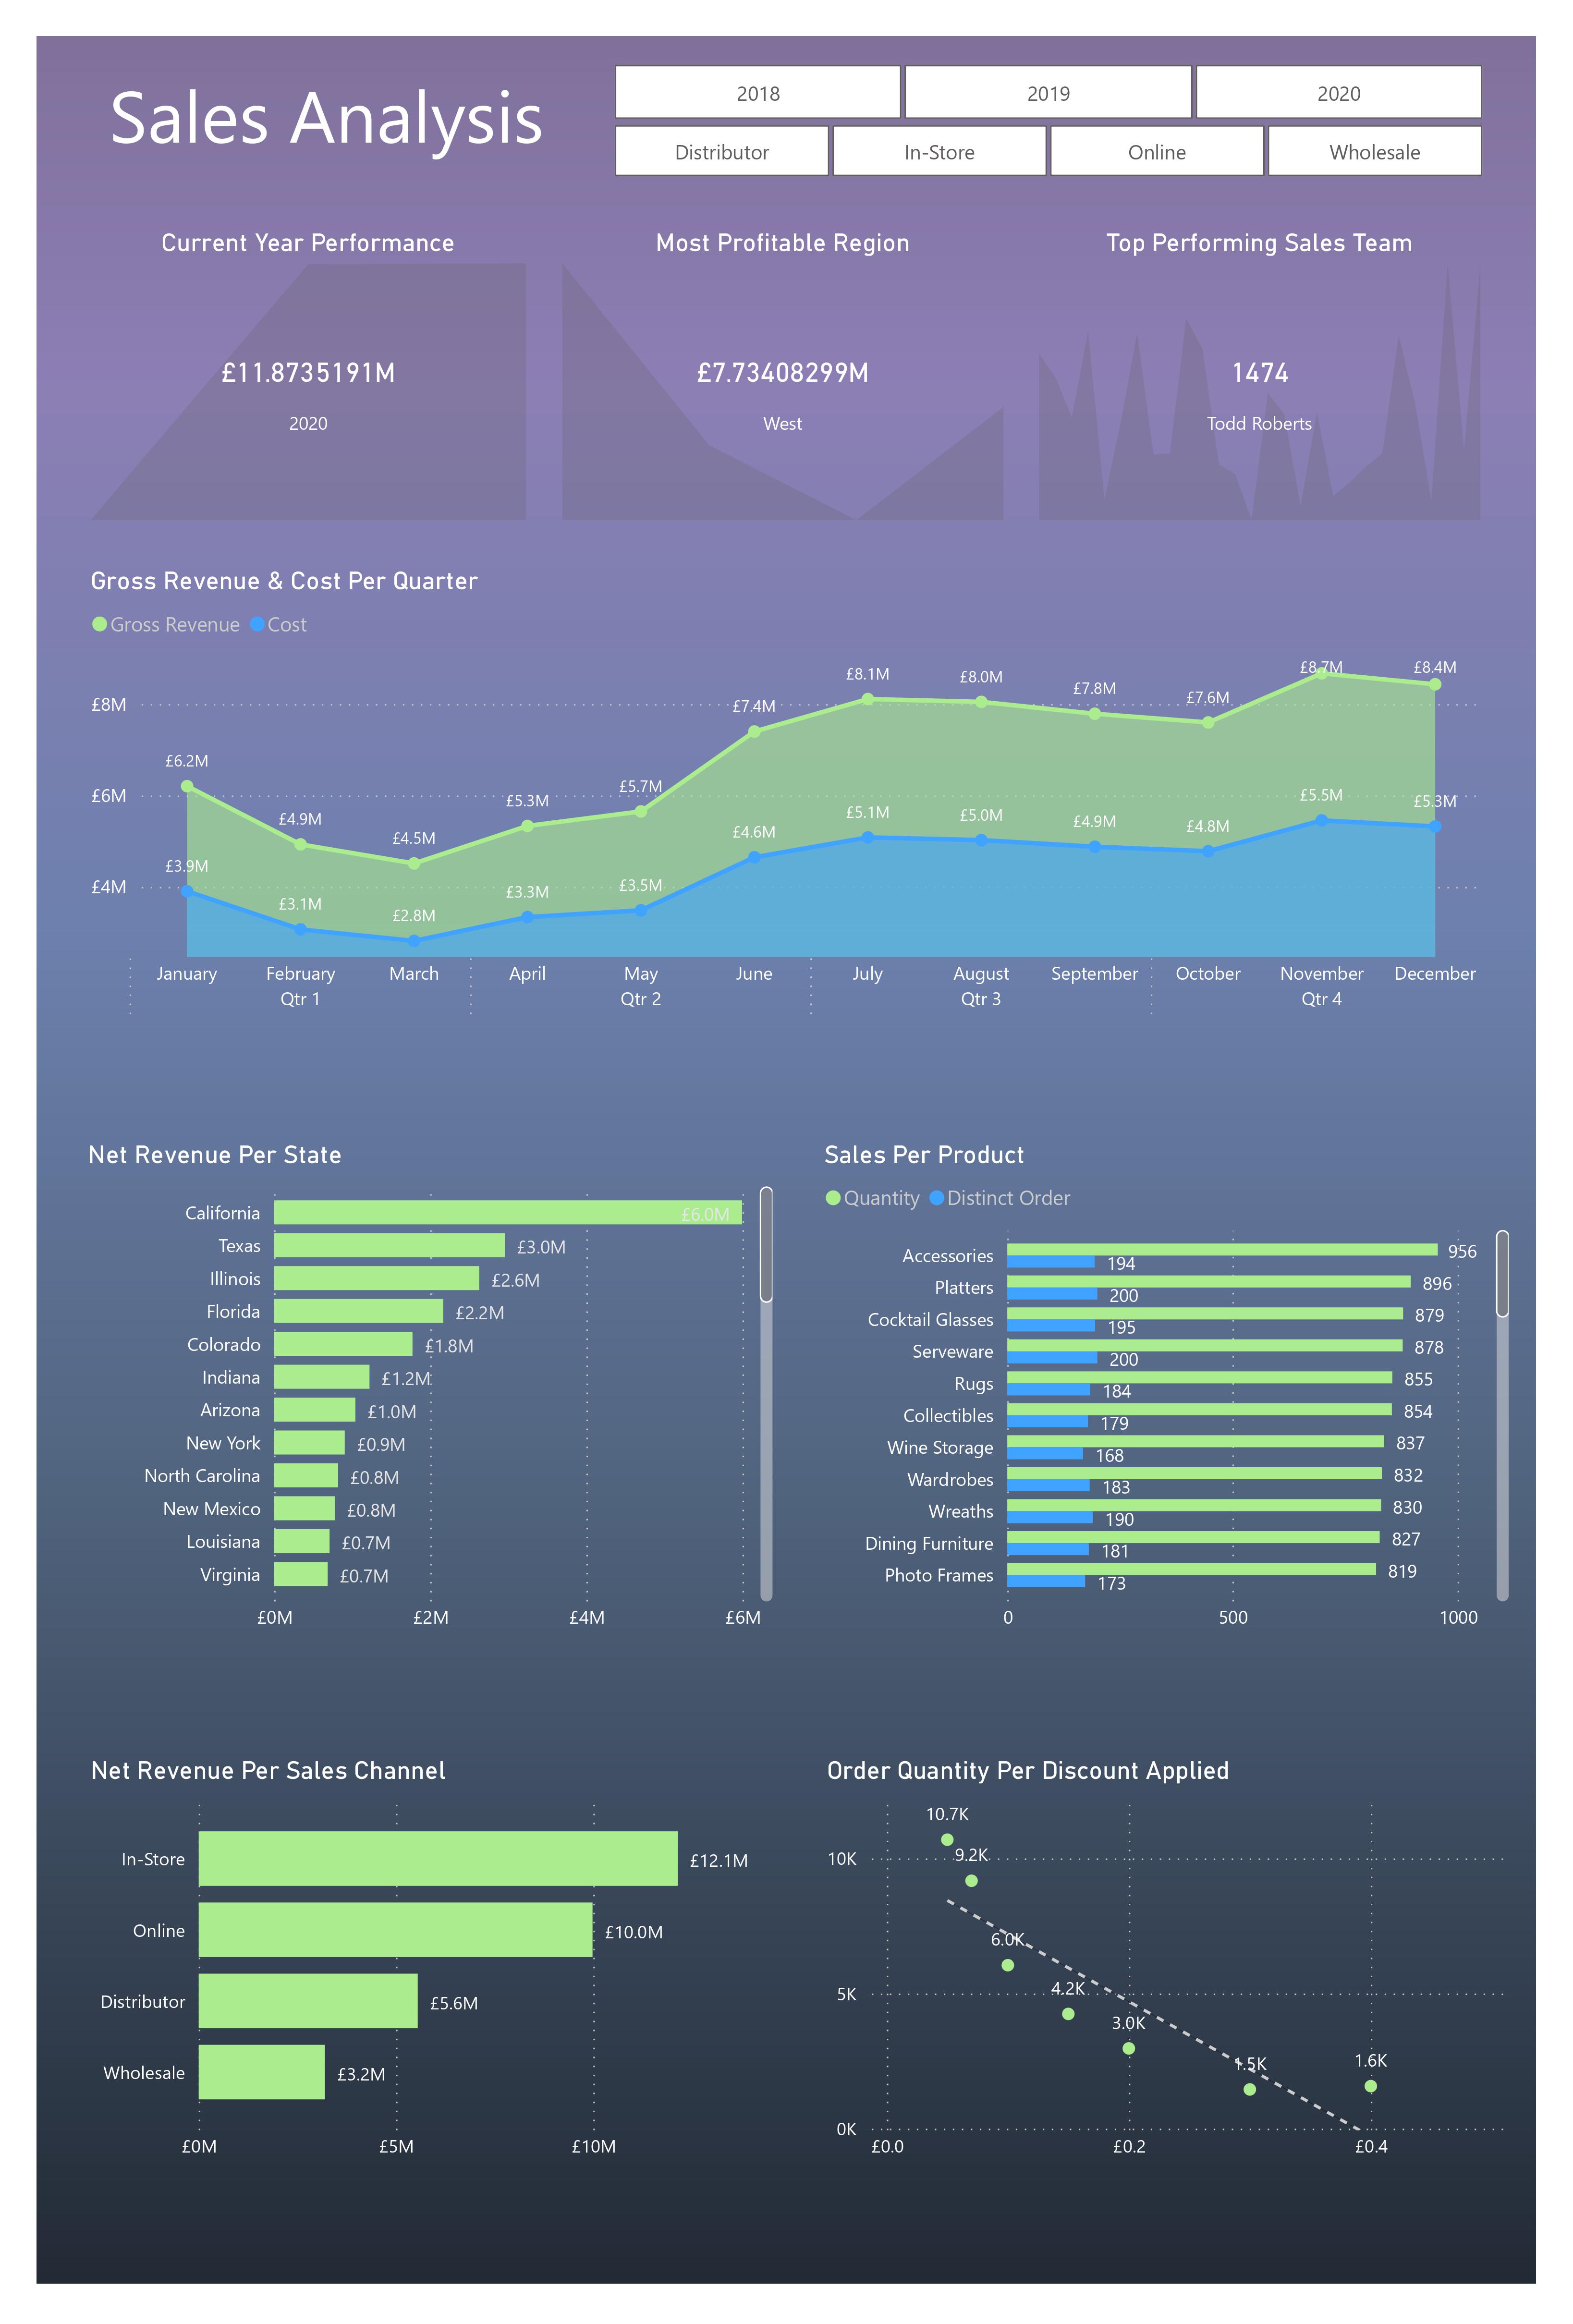 Sales Analysis
2018 2019 2020
Distributor In-Store Online Wholesale
Current Year Performance
£11.8735191M
2020
Most Profitable Region
£7.73408299M
West
Top Performing Sales Team
1474
Todd Roberts
Gross Revenue & Cost Per Quarter
Gross Revenue Cost
£8M
£6M
£4M
£6.2M £4.9M £4.5M £5.3M £5.7M £7.4M £8.1M £8.0M £7.8M £7.6M £8.7M £8.4M
£3.9M £3.1M £2.8M £3.3M £3.5M £4.6M £5.1M £5.0M £4.9M £4.8M £5.5M £5.3M
January February March April May June July August September October November December
Qtr 1 Qtr 2 Qtr 3 Qtr 4
Net Revenue Per State
California £6.0M
Texas £3.0M
Illinois £2.6M
Florida £2.2M
Colorado £1.8M
Indiana £1.2M
Arizona £1.0M
New York £0.9M
North Carolina £0.8M
New Mexico £0.8M
Louisiana £0.7M
Virginia £0.7M
£0M £2M £4M £6M
Sales Per Product
Quantity Distinct Order
Accessories 956 194
Platters 896 200
Cocktail Glasses 879 195
Serveware 878 200
Rugs 855 184
Collectibles 854 179
Wine Storage 837 168
Wardrobes 832 183
Wreaths 830 190
Dining Furniture 827 181
Photo Frames 819 173
0 500 1000
Net Revenue Per Sales Channel
In-Store £12.1M
Online £10.0M
Distributor £5.6M
Wholesale £3.2M
£0M £5M £10M
Order Quantity Per Discount Applied
10K
5K
0K
10.7K
9.2K
6.0K
4.2K
3.0K
1.5K
1.6K
£0.0 £0.2 £0.4